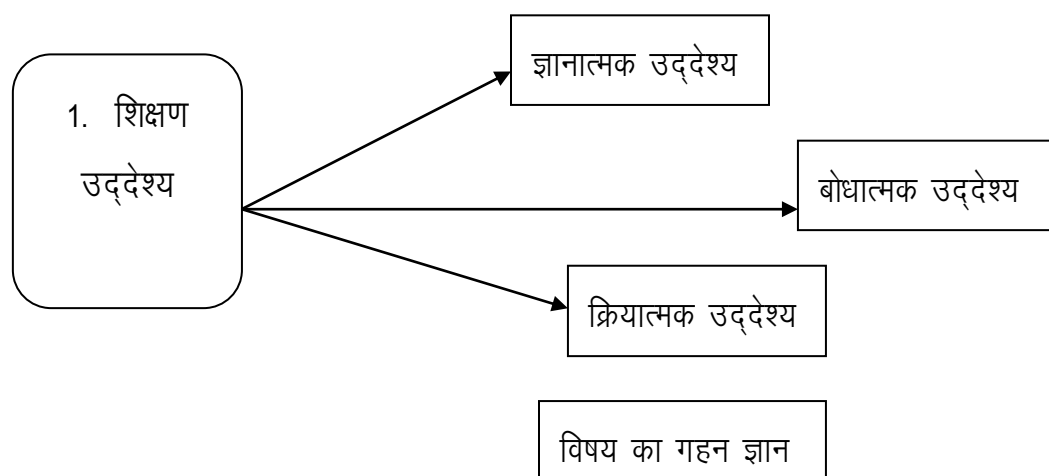 ज्ञानात्मक उद्‌देश्य
1. शिक्षण
उद्‌देश्य
बोधात्मक उद्‌देश्य
क्रियात्मक उद्‌देश्य
विषय का गहन ज्ञान